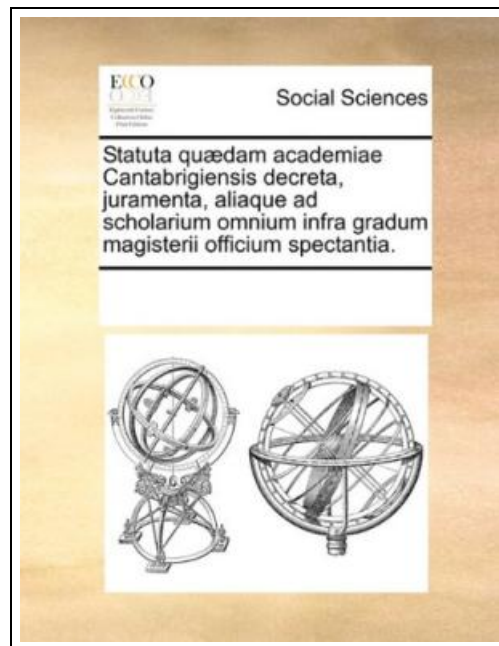 ECCO
Social Sciences
Statuta quædam academiae
Cantabrigiensis decreta,
juramenta, aliaque ad
scholarium omnium infra gradum
magisterii officium spectantia.